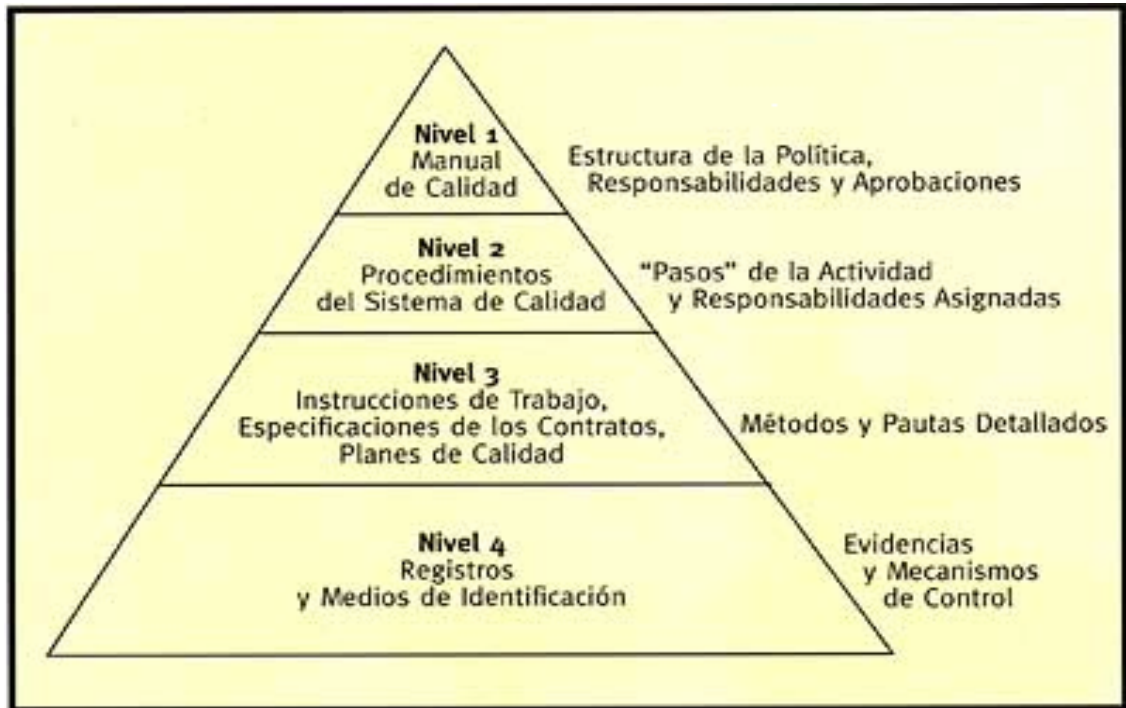 Nivel 1
Manual
de Calidad
Estructura de la Política,
Responsabilidades y Aprobaciones
Nivel 2
Procedimientos
del Sistema de Calidad
“Pasos” de la Actividad
y Responsabilidades Asignadas
Nivel 3
Instrucciones de Trabajo,
Especificaciones de los Contratos,
Planes de Calidad
Métodos y Pautas Detallados
Nivel 4
Registros
y Medios de Identificación
Evidencias
y Mecanismos
de Control